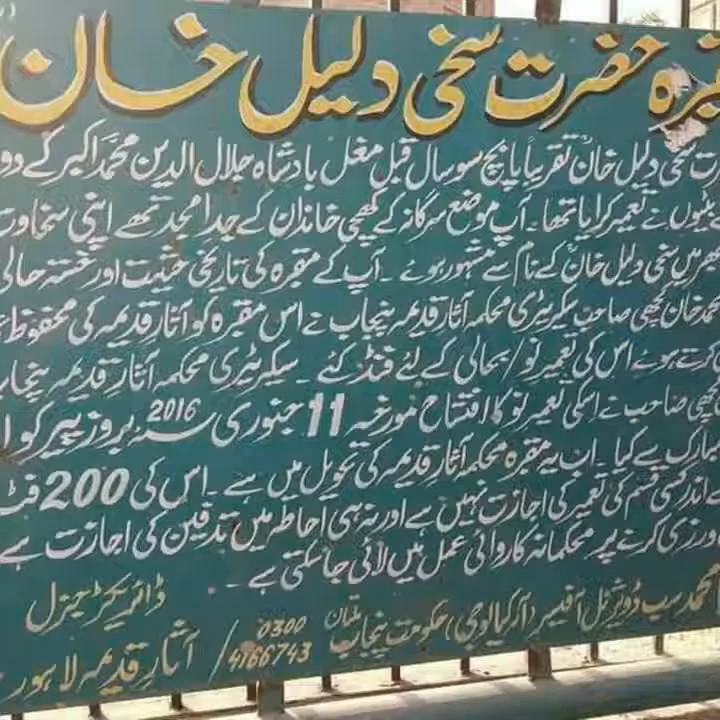 مقبرہ حضرت سخی دلیل خان
حضرت سخی دلیل خانؒ تقریباً پانچ سو سال قبل مغل بادشاہ جلال الدین محمد اکبر کے دو
بیٹیوں نے تعمیر کرایا تھا۔ آپ موضع سرگانہ کے کھچی خاندان کے جدِ امجد تھے اپنی سخاوت
بھر میں سخی دلیل خانؒ کے نام سے مشہور ہوئے۔ آپ کے مقبرہ کی تاریخی حیثیت اور خستہ حالی
محمد خان کھچی صاحب سیکریٹری محکمہ آثارِ قدیمہ پنجاب نے اس مقبرہ کو آثارِ قدیمہ کی محفوظ
کرتے ہوئے اس کی تعمیرِ نو / بحالی کے لئے فنڈ کئے۔ سیکریٹری محکمہ آثارِ قدیمہ پنجاب
کھچی صاحب نے اسکی تعمیر نو کا افتتاح مورخہ 11 جنوری 2016 بروز پیر کو
مبارک سے کیا۔ اب یہ مقبرہ محکمہ آثارِ قدیمہ کی تحویل میں ہے۔ اس کی 200 فٹ
کے اندر کسی قسم کی تعمیر کی اجازت نہیں ہے اور نہ ہی احاطہ میں تدفین کی اجازت ہے
ورزی کرنے پر محکمانہ کاروائی عمل میں لائی جا سکتی ہے۔
محمد سب ڈویژنل آفیسر (آرکیالوجی) حکومتِ پنجاب ملتان 0300 4166743 / ڈائریکٹر جنرل
آثارِ قدیمہ لاہور